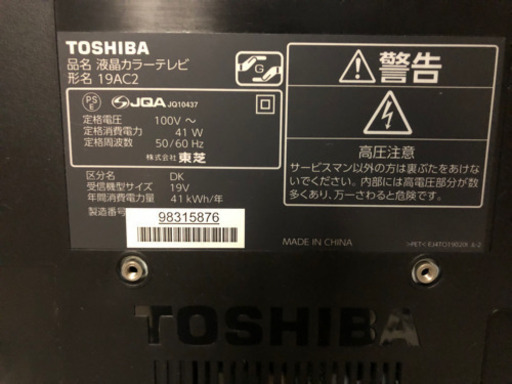 TOSHIBA
品名 液晶カラーテレビ
形名 19AC2
G
PS
E
JQA JQ10437
定格電圧 100V ~
定格消費電力 41 W
定格周波数 50/60 Hz
株式会社 東芝
区分名 DK
受信機型サイズ 19V
年間消費電力量 41 kWh/年
製造番号
98315876
警告
高圧注意
サービスマン以外の方は裏ぶたをあけな
いでください。内部には高電圧部分が数
多くあり、万一さわると危険です。
MADE IN CHINA
>PET<
TOSHIBA